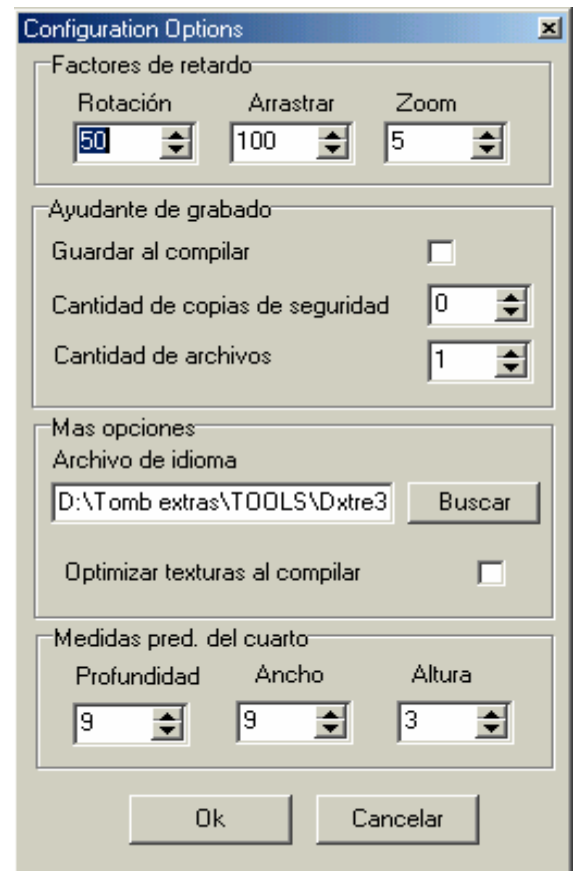 Configuration Options
Factores de retardo
Rotación Arrastrar Zoom
50 100 5
Ayudante de grabado
Guardar al compilar
Cantidad de copias de seguridad 0
Cantidad de archivos 1
Mas opciones
Archivo de idioma
D:\Tomb extras\TOOLS\Dxtre3 Buscar
Optimizar texturas al compilar
Medidas pred. del cuarto
Profundidad Ancho Altura
9 9 3
Ok Cancelar